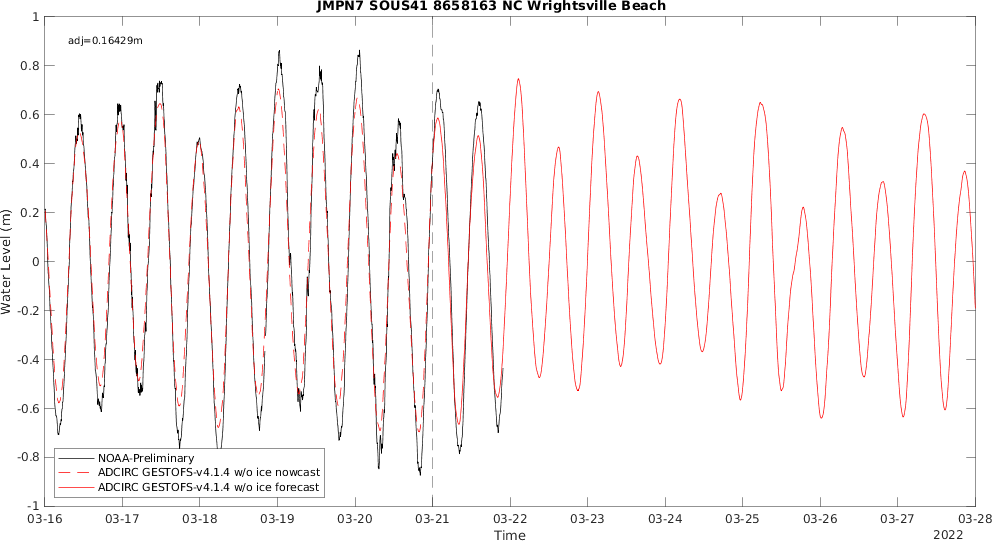 JMPN7 SOUS41 8658163 NC Wrightsville Beach
adj=0.16429m
1
0.8
0.6
0.4
0.2
0
-0.2
-0.4
-0.6
-0.8
-1
Water Level (m)
NOAA-Preliminary
ADCIRC GESTOFS-v4.1.4 w/o ice nowcast
ADCIRC GESTOFS-v4.1.4 w/o ice forecast
03-16 03-17 03-18 03-19 03-20 03-21 03-22 03-23 03-24 03-25 03-26 03-27 03-28
Time
2022